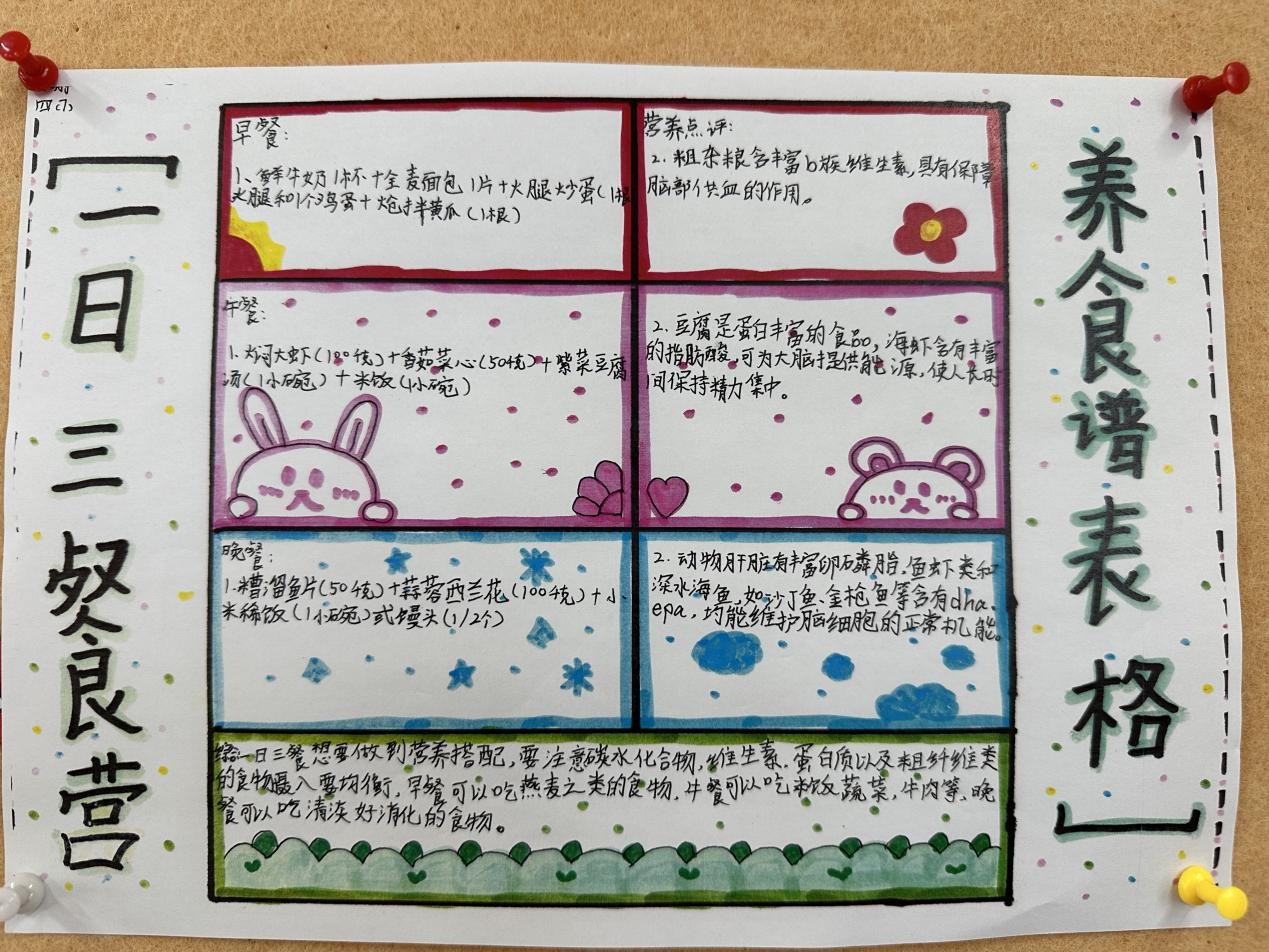 [一日三餐营
养食谱表格]
早餐:
1、鲜牛奶1杯+全麦面包1片+火腿炒蛋(1根
火腿和1个鸡蛋+炝拌黄瓜(1根)
营养点评:
2. 粗杂粮含丰富b族维生素,具有保障
脑部供血的作用。
午餐:
1.焖大虾(100克)+香菇菜心(50克)+紫菜豆腐
汤(1小碗)+米饭(1小碗)
2. 豆腐是蛋白丰富的食品,海虾含有丰富
的脂肪酸,可为大脑提供能源,使人长时
间保持精力集中。
晚餐:
1.糟溜鱼片(50克)+蒜蓉西兰花(100克)+小
米稀饭(1小碗)或馒头(1/2个)
2. 动物肝脏有丰富卵磷脂、鱼虾类和
深水海鱼,如沙丁鱼、金枪鱼等含有dha、
epa,均能维护脑细胞的正常机能。
一日三餐想要做到营养搭配,要注意碳水化合物,维生素,蛋白质以及粗纤维类
的食物摄入要均衡,早餐可以吃燕麦之类的食物,午餐可以吃米饭蔬菜,牛肉等、晚
餐可以吃清淡好消化的食物。